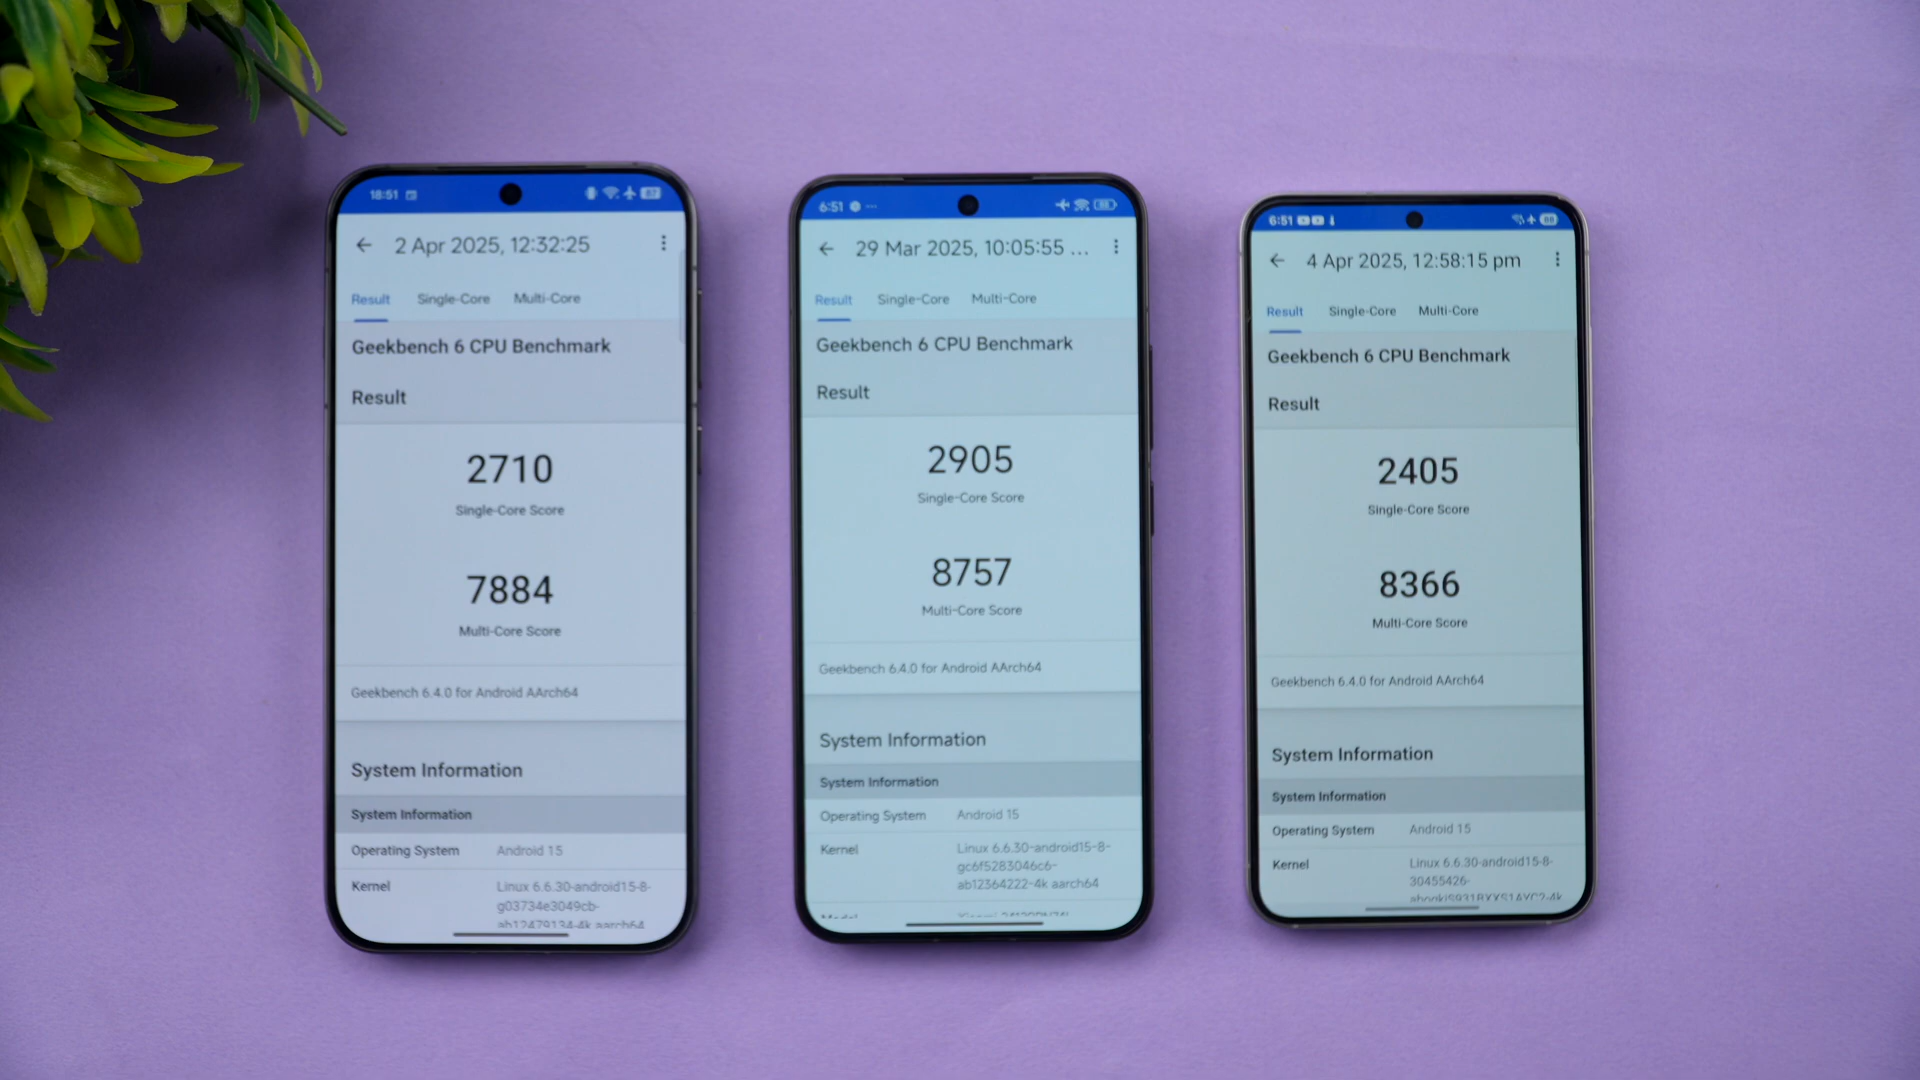 18:51
87
2 Apr 2025, 12:32:25
Result Single-Core Multi-Core
Geekbench 6 CPU Benchmark
Result
2710
Single-Core Score
7884
Multi-Core Score
Geekbench 6.4.0 for Android AArch64
System Information
System Information
Operating System Android 15
Kernel Linux 6.6.30-android15-8-
g03734e3049cb-
ab12479134-4k aarch64
6:51
29 Mar 2025, 10:05:55 ...
Result Single-Core Multi-Core
Geekbench 6 CPU Benchmark
Result
2905
Single-Core Score
8757
Multi-Core Score
Geekbench 6.4.0 for Android AArch64
System Information
System Information
Operating System Android 15
Kernel Linux 6.6.30-android15-8-
gc6f5283046c6-
ab12364222-4k aarch64
6:51
4 Apr 2025, 12:58:15 pm
Result Single-Core Multi-Core
Geekbench 6 CPU Benchmark
Result
2405
Single-Core Score
8366
Multi-Core Score
Geekbench 6.4.0 for Android AArch64
System Information
System Information
Operating System Android 15
Kernel Linux 6.6.30-android15-8-
30455426-